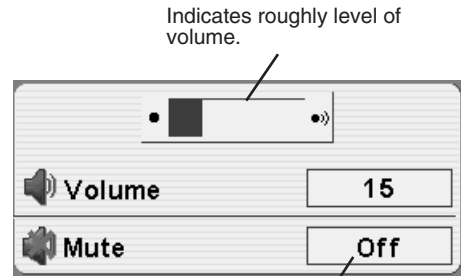 Indicates roughly level of
volume.
Volume 15
Mute Off